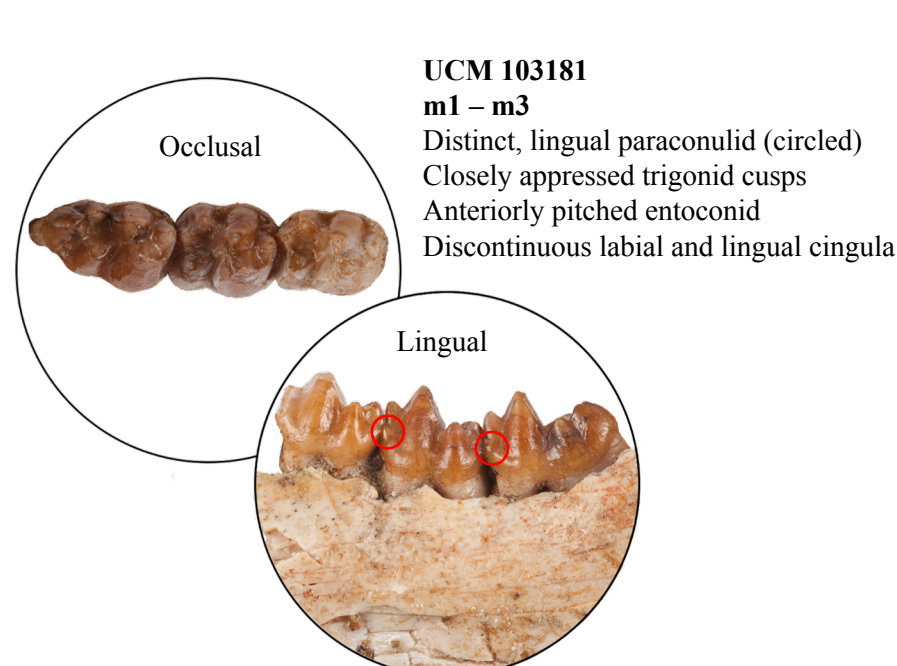 UCM 103181
m1 – m3
Distinct, lingual paraconulid (circled)
Closely appressed trigonid cusps
Anteriorly pitched entoconid
Discontinuous labial and lingual cingula
Occlusal
Lingual